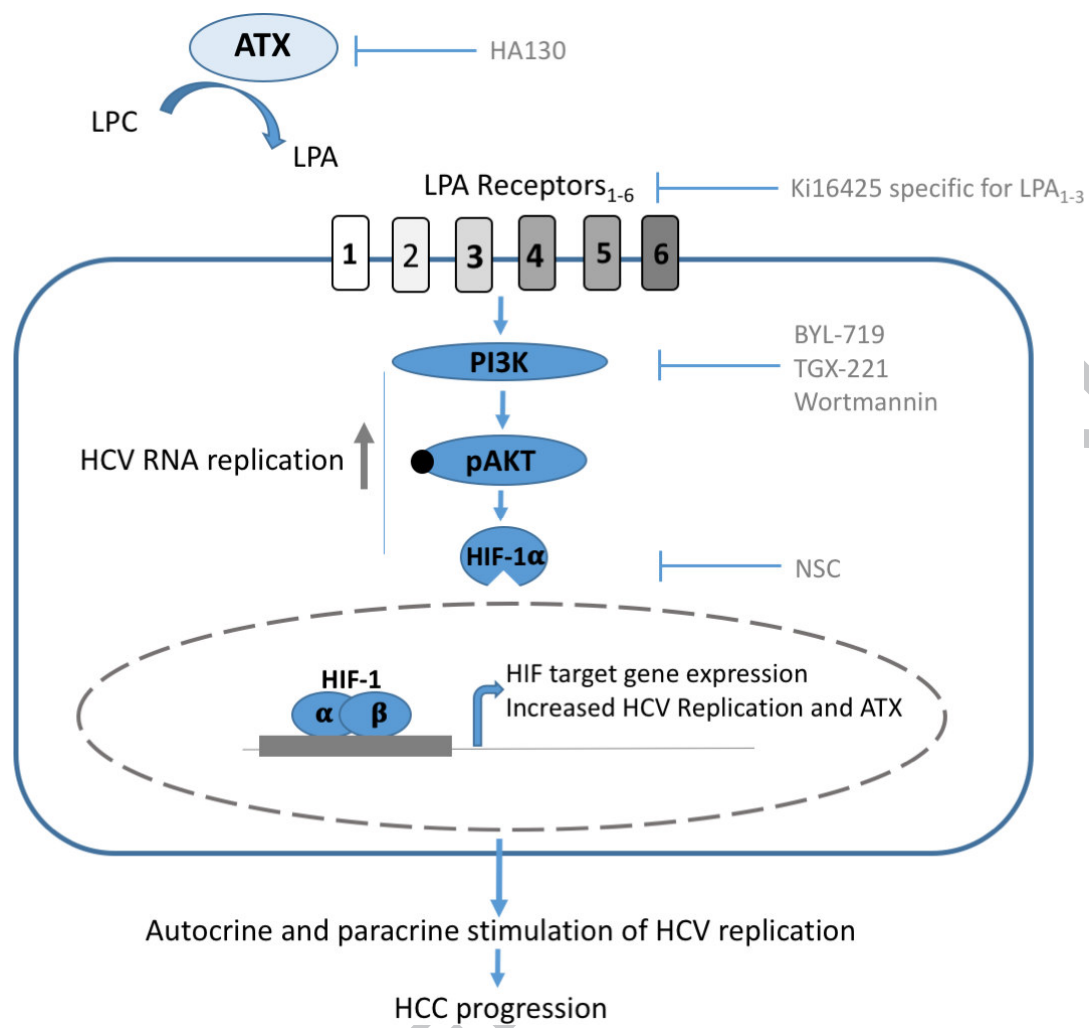 ATX
HA130
LPC
LPA
LPA Receptors1-6
Ki16425 specific for LPA1-3
1 2 3 4 5 6
PI3K
BYL-719
TGX-221
Wortmannin
HCV RNA replication
pAKT
HIF-1α
NSC
HIF-1
α β
HIF target gene expression
Increased HCV Replication and ATX
Autocrine and paracrine stimulation of HCV replication
HCC progression